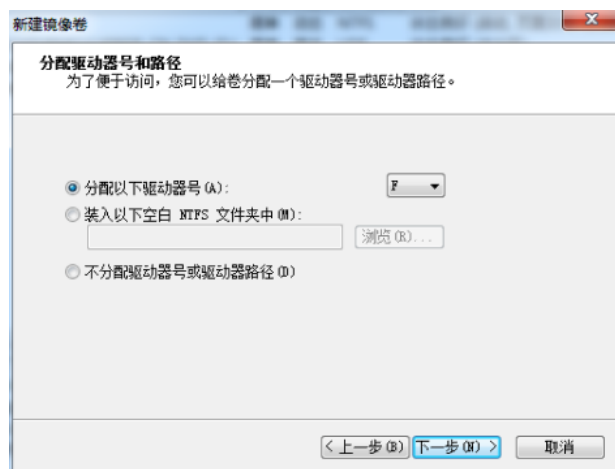 新建镜像卷
分配驱动器号和路径
为了便于访问，您可以给卷分配一个驱动器号或驱动器路径。
分配以下驱动器号(A): F
装入以下空白 NTFS 文件夹中(M):
浏览(R)...
不分配驱动器号或驱动器路径(D)
< 上一步(B) 下一步(N) > 取消